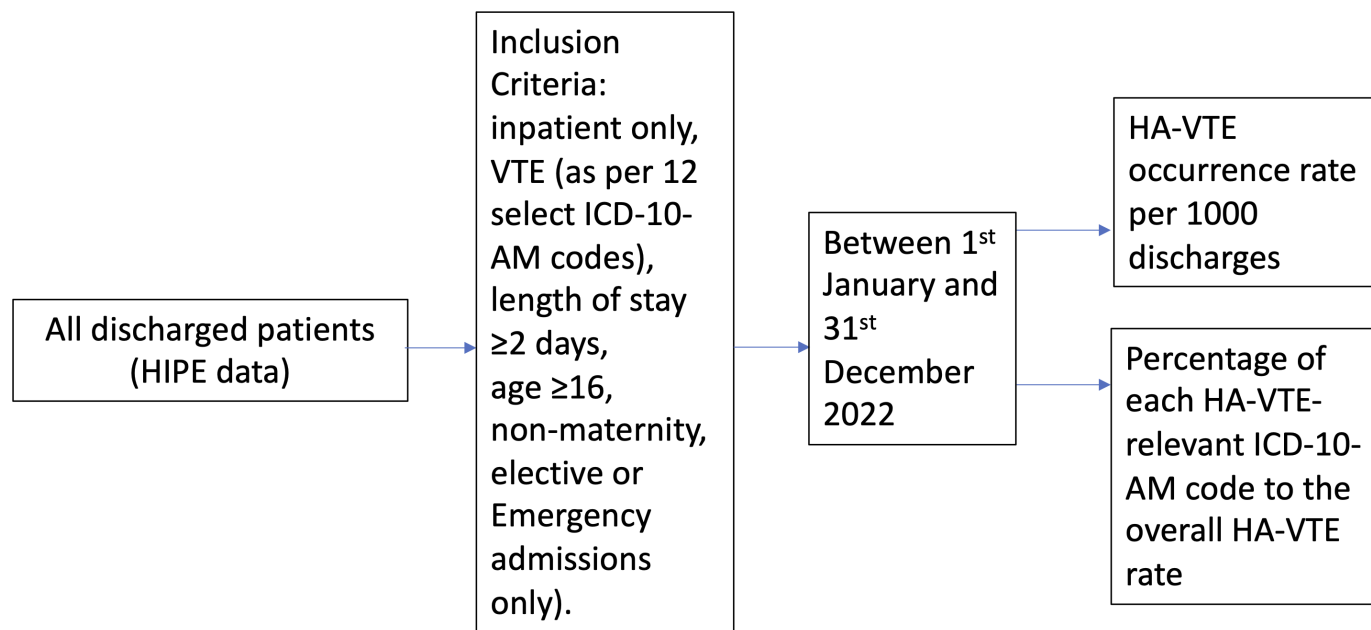 All discharged patients
(HIPE data)
Inclusion
Criteria:
inpatient only,
VTE (as per 12
select ICD-10-
AM codes),
length of stay
≥2 days,
age ≥16,
non-maternity,
elective or
Emergency
admissions
only).
Between 1st
January and
31st
December
2022
HA-VTE
occurrence rate
per 1000
discharges
Percentage of
each HA-VTE-
relevant ICD-10-
AM code to the
overall HA-VTE
rate